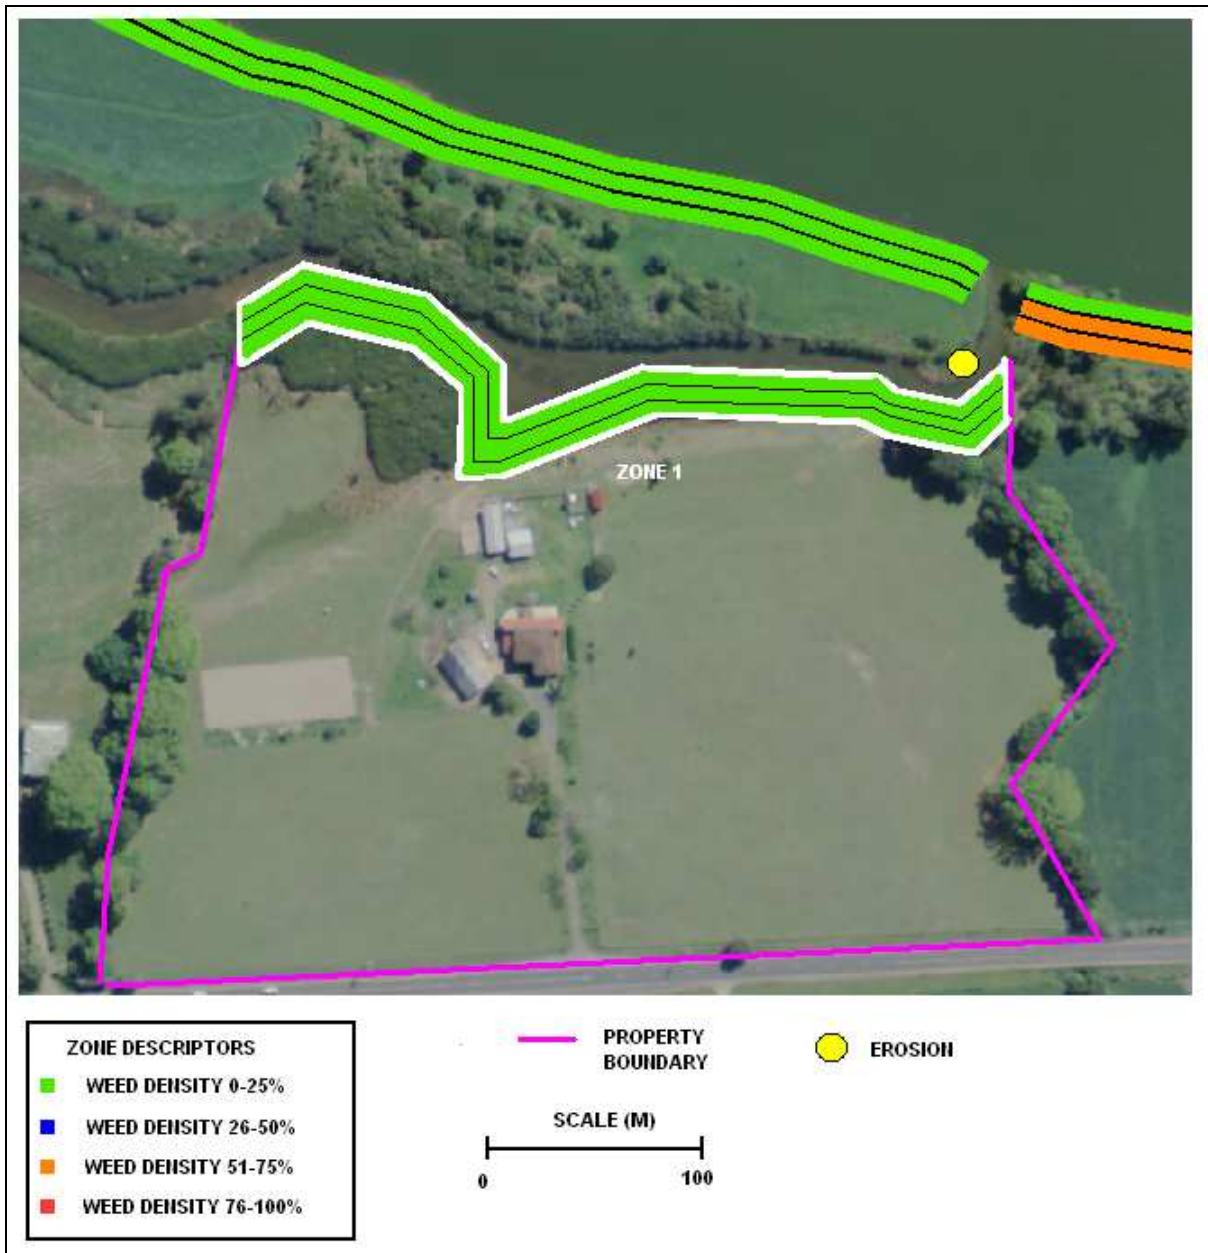 ZONE 1
ZONE DESCRIPTORS
WEED DENSITY 0-25%
WEED DENSITY 26-50%
WEED DENSITY 51-75%
WEED DENSITY 76-100%
PROPERTY
BOUNDARY
SCALE (M)
0 100
EROSION